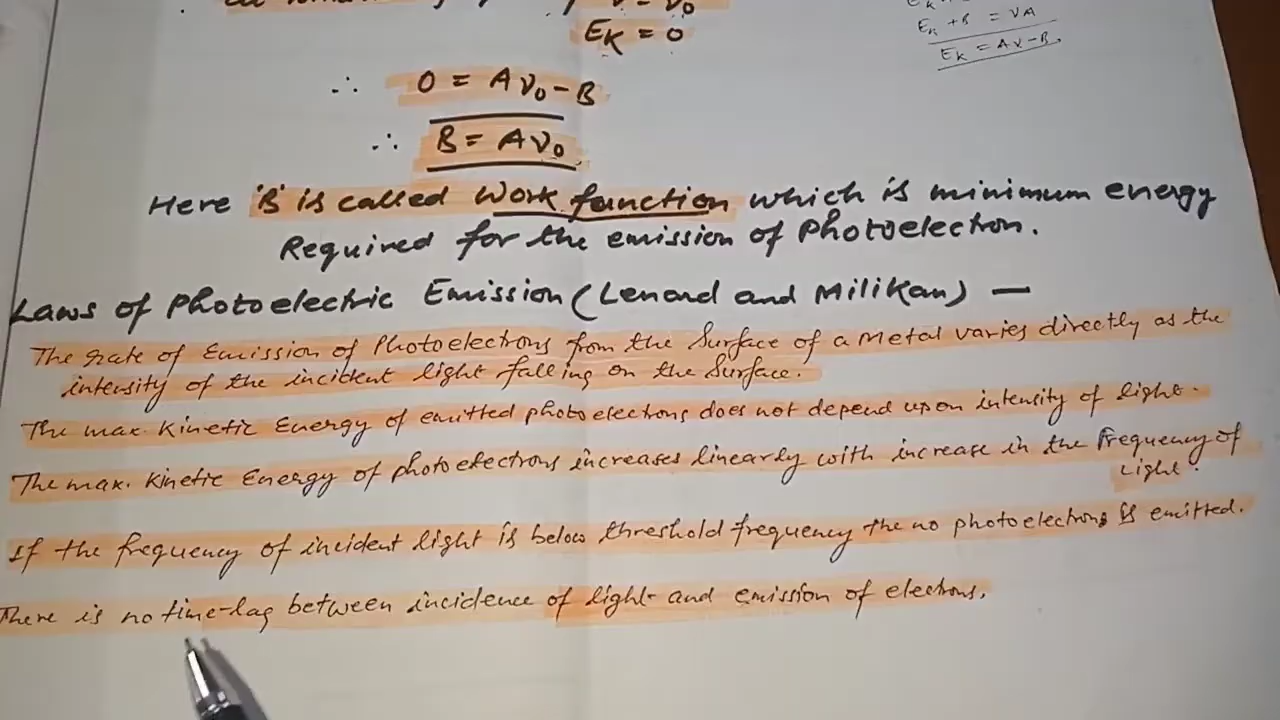 ν₀
E_K = 0
E_K + B = νA
E_K = Aν - B.
∴ 0 = Aν₀ - B
∴ B = Aν₀
Here 'B' is called Work function which is minimum energy
Required for the emission of Photoelectron.
Laws of Photoelectric Emission (Lenard and Milikan) —
The rate of Emission of Photoelectrons from the Surface of a metal varies directly as the
intensity of the incident light falling on the Surface.
The max. Kinetic Energy of emitted photoelectrons does not depend upon intensity of light.
The max. Kinetic Energy of photoelectrons increases linearly with increase in the Frequency of
Light.
If the frequency of incident light is below threshold frequency the no photoelectrons is emitted.
There is no time-lag between incidence of light and emission of electrons.